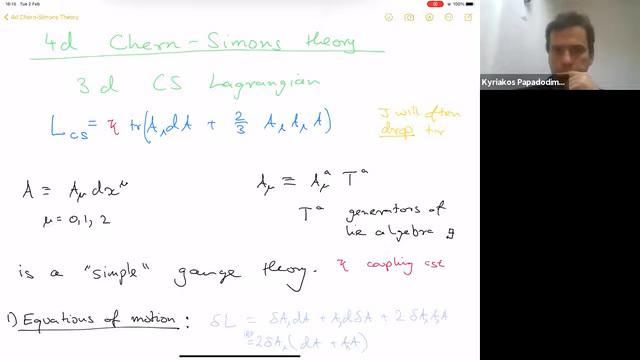 16:15 Tue 2 Feb
100%
4d Chern-Simons Theory
4d Chern-Simons theory
3d CS Lagrangian
L_CS = ϰ tr(A∧dA + 2/3 A∧A∧A)
I will often
drop tr
A = A_μ dx^μ
μ = 0, 1, 2
A_μ ≡ A_μ^a T^a
T^a generators of
lie algebra g
is a "simple" gauge theory.
ϰ coupling cst
1) Equations of motion :
δL = δA∧dA + A∧dδA + 2 δA∧A∧A
= 2δA∧(dA + A∧A)
Kyriakos Papadodim...